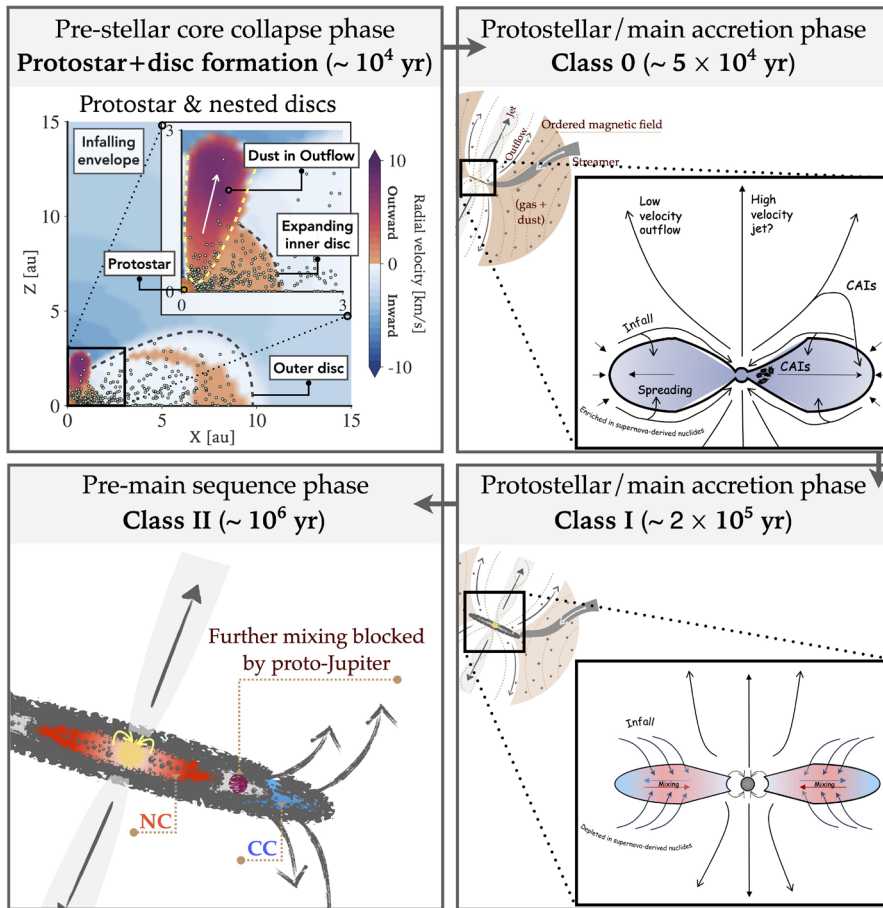 Pre-stellar core collapse phase
Protostar+disc formation (~ 10⁴ yr)
Protostar & nested discs
15
10
5
0
Z [au]
0
5
10
15
X [au]
Infalling
envelope
3
0
0
3
Dust in Outflow
Expanding
inner disc
Protostar
Outer disc
10
0
-10
Outward
Inward
Radial velocity [km/s]
Protostellar/main accretion phase
Class 0 (~ 5 × 10⁴ yr)
Jet
Outflow
Ordered magnetic field
Streamer
(gas +
dust)
Low
velocity
outflow
High
velocity
jet?
CAIs
Infall
CAIs
Spreading
Enriched in supernova-derived nuclides
Pre-main sequence phase
Class II (~ 10⁶ yr)
Further mixing blocked
by proto-Jupiter
NC
CC
Protostellar/main accretion phase
Class I (~ 2 × 10⁵ yr)
Infall
Mixing
Mixing
Depleted in supernova-derived nuclides